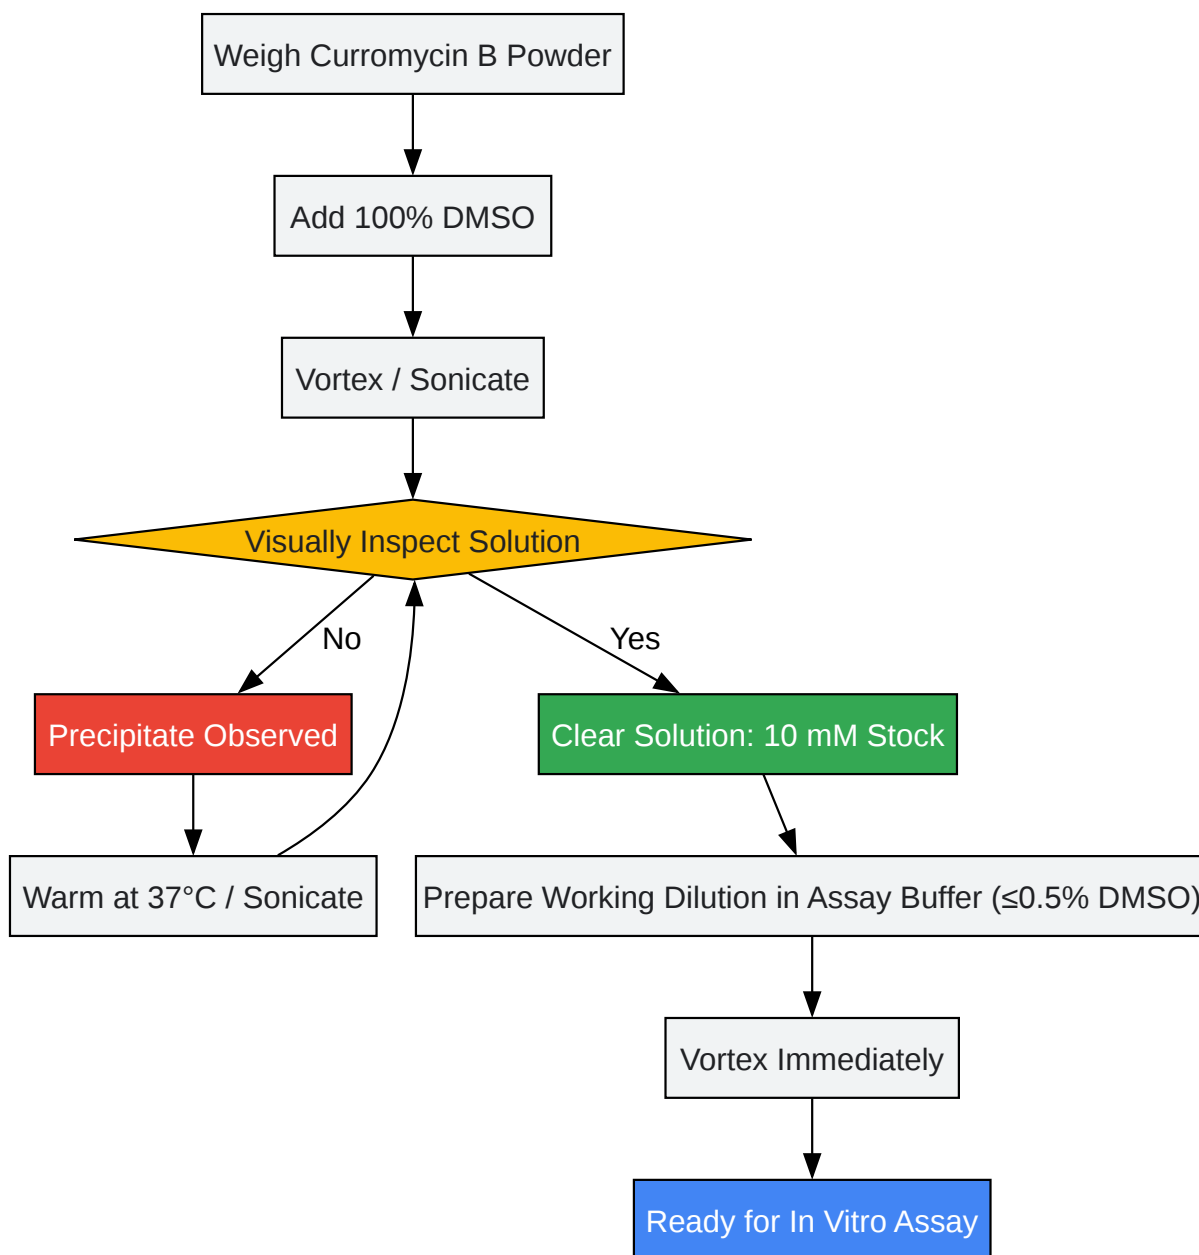 Weigh Curromycin B Powder
Add 100% DMSO
Vortex / Sonicate
Visually Inspect Solution
No
Yes
Precipitate Observed
Clear Solution: 10 mM Stock
Warm at 37°C / Sonicate
Prepare Working Dilution in Assay Buffer (≤0.5% DMSO)
Vortex Immediately
Ready for In Vitro Assay